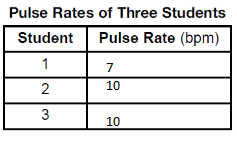 Pulse Rates of Three Students
Student Pulse Rate (bpm)
1 7
2 10
3 10